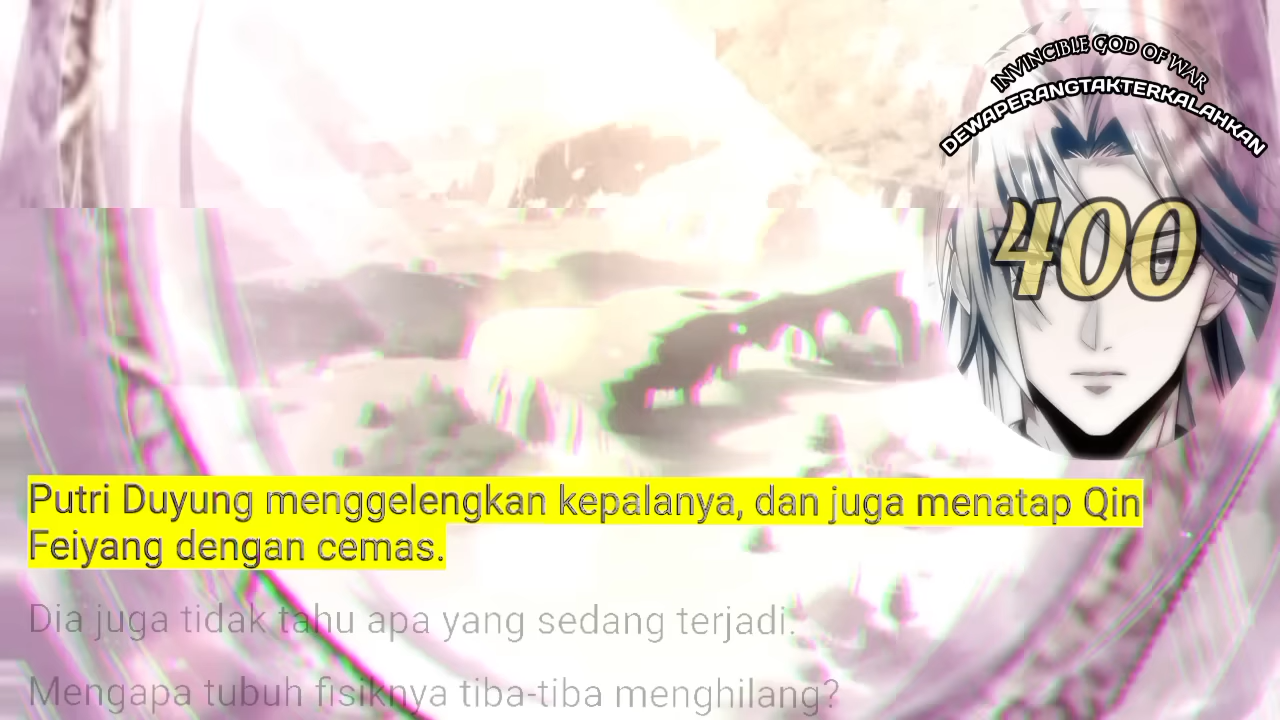 INVINCIBLE GOD OF WAR
DEWAPERANGTAKTERKALAHKAN
400
Putri Duyung menggelengkan kepalanya, dan juga menatap Qin
Feiyang dengan cemas.
Dia juga tidak tahu apa yang sedang terjadi.
Mengapa tubuh fisiknya tiba-tiba menghilang?